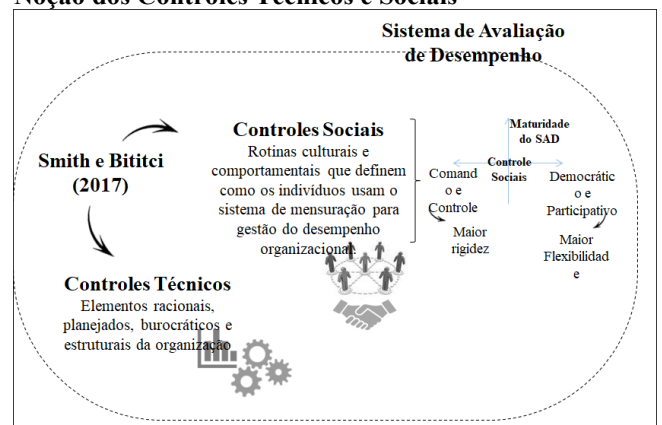 Noção dos Controles Técnicos e Sociais
Sistema de Avaliação
de Desempenho
Smith e Bititci
(2017)
Controles Sociais
Rotinas culturais e
comportamentais que definem
como os indivíduos usam o
sistema de mensuração para
gestão do desempenho
organizacional.
Maturidade
do SAD
Controle
Sociais
Comand
o e
Controle
Maior
rigidez
Democrátic
o e
Participativo
Maior
Flexibilidad
e
Controles Técnicos
Elementos racionais,
planejados, burocráticos e
estruturais da organização